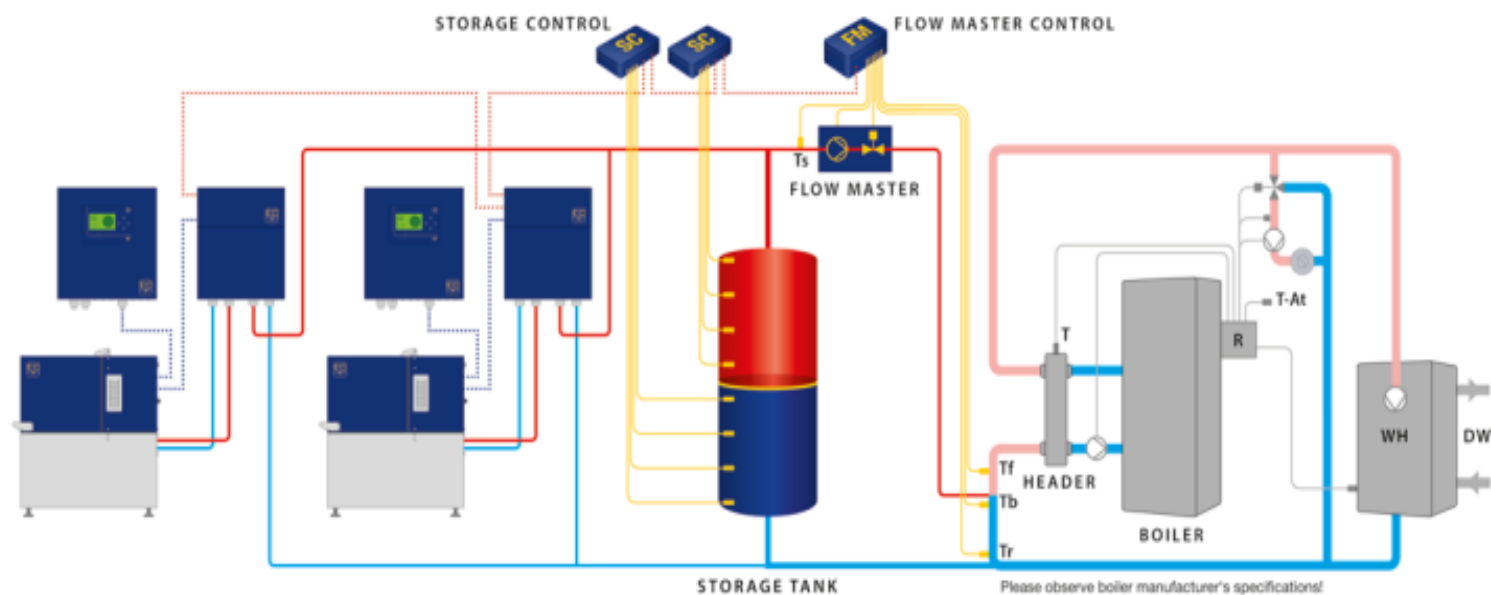 STORAGE CONTROL
FLOW MASTER CONTROL
SC
SC
FM
Ts
FLOW MASTER
T-At
T
R
WH
DW
Tf
HEADER
Tb
BOILER
Tr
STORAGE TANK
Please observe boiler manufacturer's specifications!